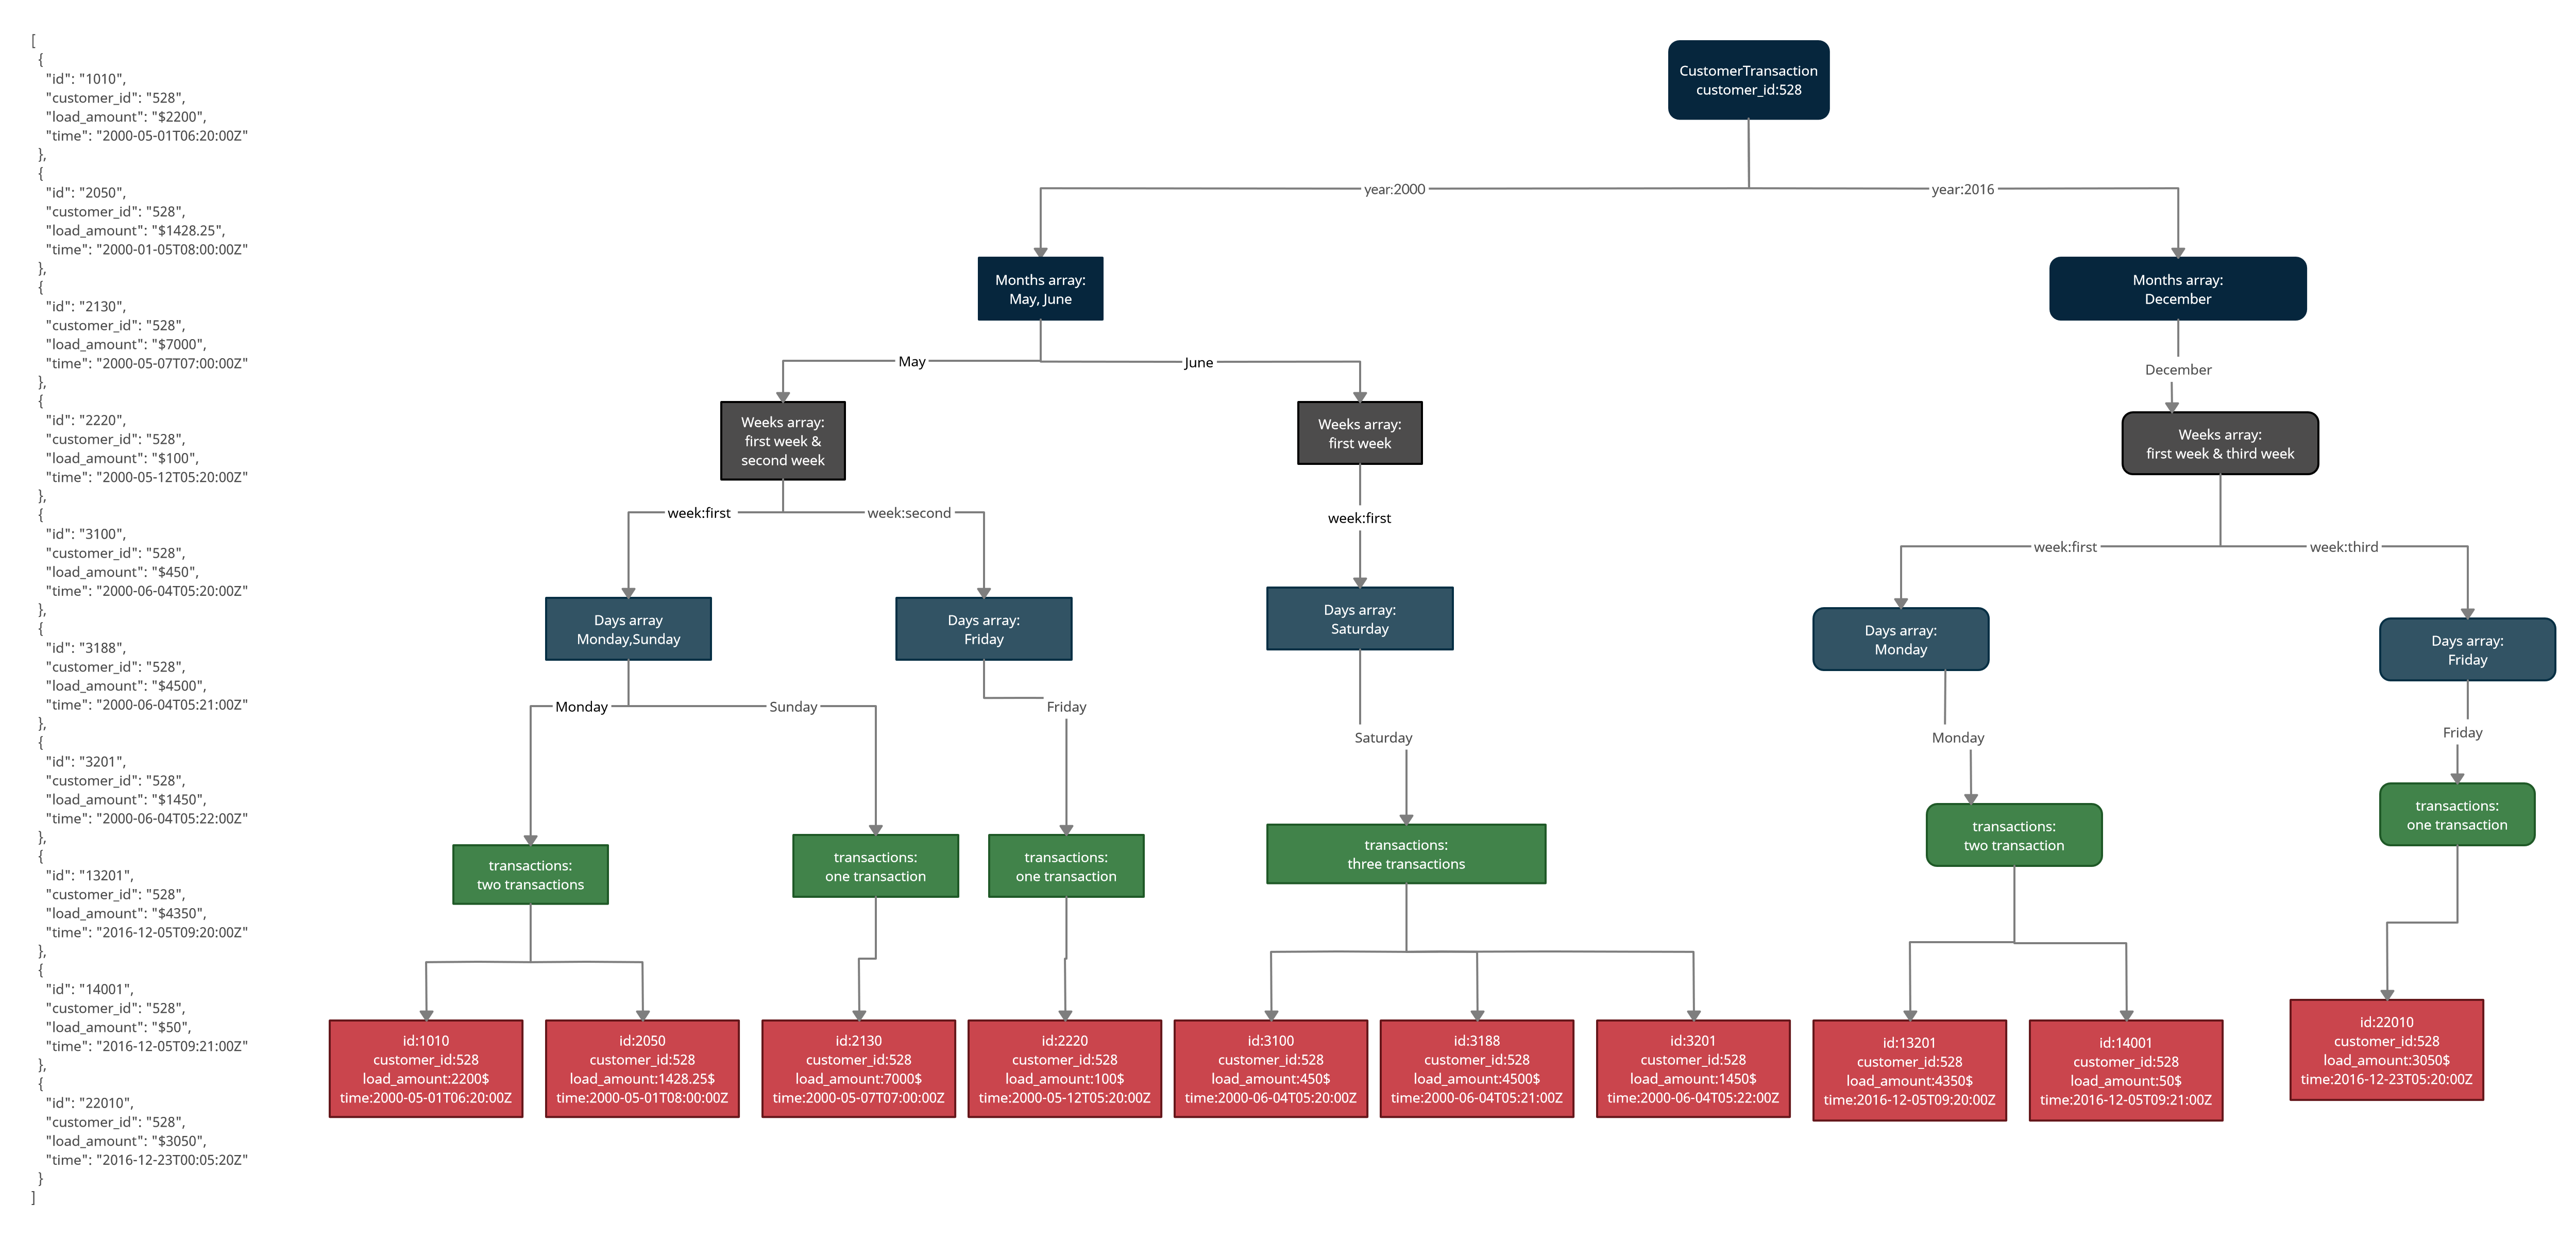 [
{
"id": "1010",
"customer_id": "528",
"load_amount": "$2200",
"time": "2000-05-01T06:20:00Z"
},
{
"id": "2050",
"customer_id": "528",
"load_amount": "$1428.25",
"time": "2000-01-05T08:00:00Z"
},
{
"id": "2130",
"customer_id": "528",
"load_amount": "$7000",
"time": "2000-05-07T07:00:00Z"
},
{
"id": "2220",
"customer_id": "528",
"load_amount": "$100",
"time": "2000-05-12T05:20:00Z"
},
{
"id": "3100",
"customer_id": "528",
"load_amount": "$450",
"time": "2000-06-04T05:20:00Z"
},
{
"id": "3188",
"customer_id": "528",
"load_amount": "$4500",
"time": "2000-06-04T05:21:00Z"
},
{
"id": "3201",
"customer_id": "528",
"load_amount": "$1450",
"time": "2000-06-04T05:22:00Z"
},
{
"id": "13201",
"customer_id": "528",
"load_amount": "$4350",
"time": "2016-12-05T09:20:00Z"
},
{
"id": "14001",
"customer_id": "528",
"load_amount": "$50",
"time": "2016-12-05T09:21:00Z"
},
{
"id": "22010",
"customer_id": "528",
"load_amount": "$3050",
"time": "2016-12-23T00:05:20Z"
}
]
CustomerTransaction
customer_id:528
year:2000
year:2016
Months array:
May, June
Months array:
December
May
June
December
Weeks array:
first week &
second week
Weeks array:
first week
Weeks array:
first week & third week
week:first
week:second
week:first
week:first
week:third
Days array
Monday,Sunday
Days array:
Friday
Days array:
Saturday
Days array:
Monday
Days array:
Friday
Monday
Sunday
Friday
Saturday
Monday
Friday
transactions:
two transactions
transactions:
one transaction
transactions:
one transaction
transactions:
three transactions
transactions:
two transaction
transactions:
one transaction
id:1010
customer_id:528
load_amount:2200$
time:2000-05-01T06:20:00Z
id:2050
customer_id:528
load_amount:1428.25$
time:2000-05-01T08:00:00Z
id:2130
customer_id:528
load_amount:7000$
time:2000-05-07T07:00:00Z
id:2220
customer_id:528
load_amount:100$
time:2000-05-12T05:20:00Z
id:3100
customer_id:528
load_amount:450$
time:2000-06-04T05:20:00Z
id:3188
customer_id:528
load_amount:4500$
time:2000-06-04T05:21:00Z
id:3201
customer_id:528
load_amount:1450$
time:2000-06-04T05:22:00Z
id:13201
customer_id:528
load_amount:4350$
time:2016-12-05T09:20:00Z
id:14001
customer_id:528
load_amount:50$
time:2016-12-05T09:21:00Z
id:22010
customer_id:528
load_amount:3050$
time:2016-12-23T05:20:00Z